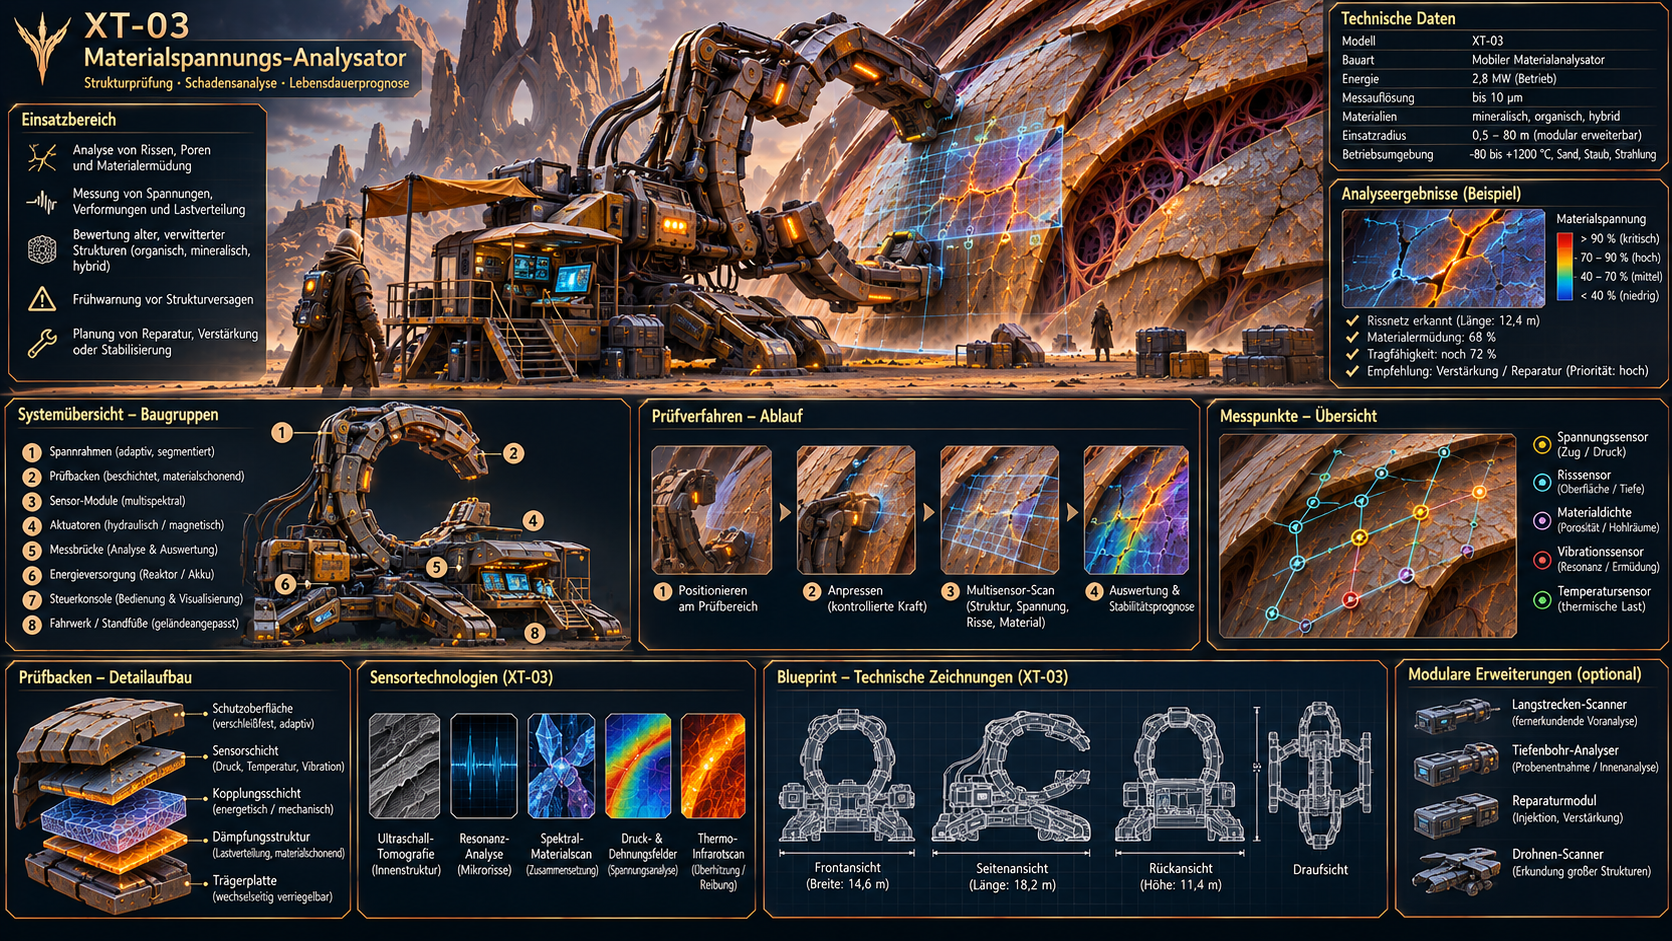 XT-03
Materialspannungs-Analysator
Strukturprüfung · Schadensanalyse · Lebensdauerprognose
Einsatzbereich
Analyse von Rissen, Poren
und Materialermüdung
Messung von Spannungen,
Verformungen und Lastverteilung
Bewertung alter, verwitterter
Strukturen (organisch, mineralisch,
hybrid)
Frühwarnung vor Strukturversagen
Planung von Reparatur, Verstärkung
oder Stabilisierung
Technische Daten
Modell XT-03
Bauart Mobiler Materialanalysator
Energie 2,8 MW (Betrieb)
Messauflösung bis 10 µm
Materialien mineralisch, organisch, hybrid
Einsatzradius 0,5 – 80 m (modular erweiterbar)
Betriebsumgebung -80 bis +1200 °C, Sand, Staub, Strahlung
Analyseergebnisse (Beispiel)
Materialspannung
> 90 % (kritisch)
70 – 90 % (hoch)
40 – 70 % (mittel)
< 40 % (niedrig)
Rissnetz erkannt (Länge: 12,4 m)
Materialermüdung: 68 %
Tragfähigkeit: noch 72 %
Empfehlung: Verstärkung / Reparatur (Priorität: hoch)
Systemübersicht – Baugruppen
1 Spannrahmen (adaptiv, segmentiert)
2 Prüfbacken (beschichtet, materialschonend)
3 Sensor-Module (multispektral)
4 Aktuatoren (hydraulisch / magnetisch)
5 Messbrücke (Analyse & Auswertung)
6 Energieversorgung (Reaktor / Akku)
7 Steuerkonsole (Bedienung & Visualisierung)
8 Fahrwerk / Standfüße (geländeangepasst)
1
2
4
5
6
8
Prüfverfahren – Ablauf
1 Positionieren
am Prüfbereich
2 Anpressen
(kontrollierte Kraft)
3 Multisensor-Scan
(Struktur, Spannung,
Risse, Material)
4 Auswertung &
Stabilitätsprognose
Messpunkte – Übersicht
Spannungssensor
(Zug / Druck)
Risssensor
(Oberfläche / Tiefe)
Materialdichte
(Porosität / Hohlräume)
Vibrationssensor
(Resonanz / Ermüdung)
Temperatursensor
(thermische Last)
Prüfbacken – Detailaufbau
Schutzoberfläche
(verschleißfest, adaptiv)
Sensorschicht
(Druck, Temperatur, Vibration)
Kopplungsschicht
(energetisch / mechanisch)
Dämpfungsstruktur
(Lastverteilung, materialschonend)
Trägerplatte
(wechselseitig verriegelbar)
Sensortechnologien (XT-03)
Ultraschall-
Tomografie
(Innenstruktur)
Resonanz-
Analyse
(Mikrorisse)
Spektral-
Materialscan
(Zusammensetzung)
Druck- &
Dehnungsfelder
(Spannungsanalyse)
Thermo-
Infrarotscan
(Überhitzung /
Reibung)
Blueprint – Technische Zeichnungen (XT-03)
Frontansicht
(Breite: 14,6 m)
Seitenansicht
(Länge: 18,2 m)
Rückansicht
(Höhe: 11,4 m)
Draufsicht
Modulare Erweiterungen (optional)
Langstrecken-Scanner
(fernerkundende Voranalyse)
Tiefenbohr-Analyser
(Probenentnahme / Innenanalyse)
Reparaturmodul
(Injektion, Verstärkung)
Drohnen-Scanner
(Erkundung großer Strukturen)